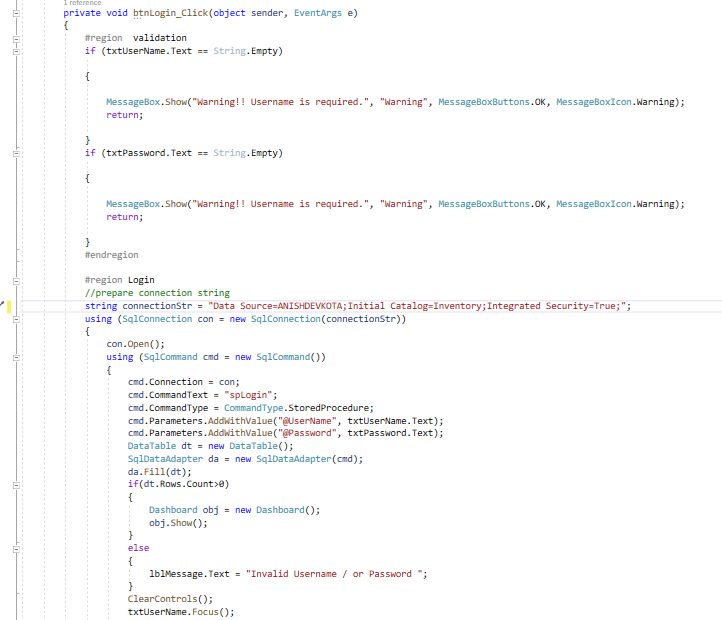 1 reference
private void btnLogin_Click(object sender, EventArgs e)
{
#region validation
if (txtUserName.Text == String.Empty)
{
MessageBox.Show("Warning!! Username is required.", "Warning", MessageBoxButtons.OK, MessageBoxIcon.Warning);
return;
}
if (txtPassword.Text == String.Empty)
{
MessageBox.Show("Warning!! Username is required.", "Warning", MessageBoxButtons.OK, MessageBoxIcon.Warning);
return;
}
#endregion
#region Login
//prepare connection string
string connectionStr = "Data Source=ANISHDEVKOTA;Initial Catalog=Inventory;Integrated Security=True;";
using (SqlConnection con = new SqlConnection(connectionStr))
{
con.Open();
using (SqlCommand cmd = new SqlCommand())
{
cmd.Connection = con;
cmd.CommandText = "spLogin";
cmd.CommandType = CommandType.StoredProcedure;
cmd.Parameters.AddWithValue("@UserName", txtUserName.Text);
cmd.Parameters.AddWithValue("@Password", txtPassword.Text);
DataTable dt = new DataTable();
SqlDataAdapter da = new SqlDataAdapter(cmd);
da.Fill(dt);
if(dt.Rows.Count>0)
{
Dashboard obj = new Dashboard();
obj.Show();
}
else
{
lblMessage.Text = "Invalid Username / or Password ";
}
ClearControls();
txtUserName.Focus();